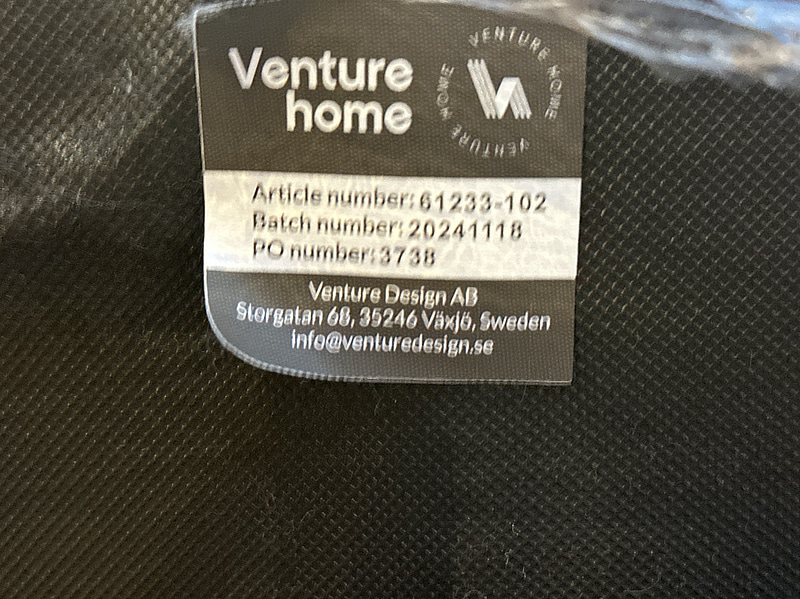 Venture
home
VENTURE HOME VENTURE HOME
Article number: 61233-102
Batch number: 20241118
PO number: 3738
Venture Design AB
Storgatan 68, 35246 Växjö, Sweden
info@venturedesign.se